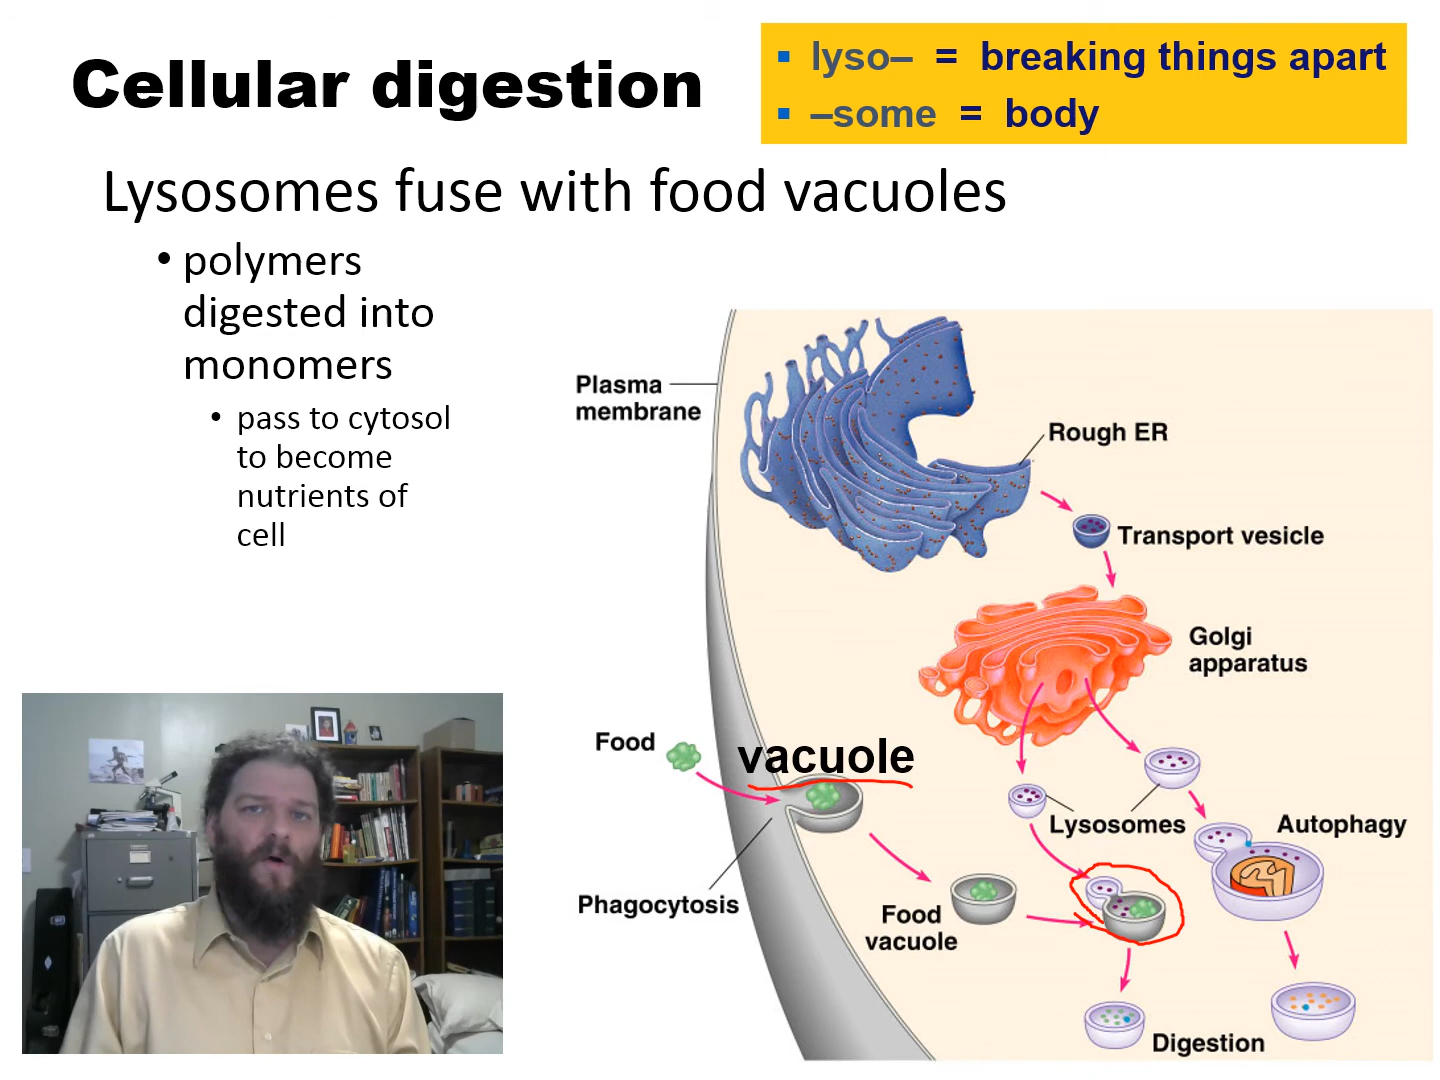 Cellular digestion
▪ lyso– = breaking things apart
▪ –some = body
Lysosomes fuse with food vacuoles
• polymers
digested into
monomers
• pass to cytosol
to become
nutrients of
cell
Plasma
membrane
Rough ER
Transport vesicle
Golgi
apparatus
Food
vacuole
Lysosomes
Autophagy
Phagocytosis
Food
vacuole
Digestion